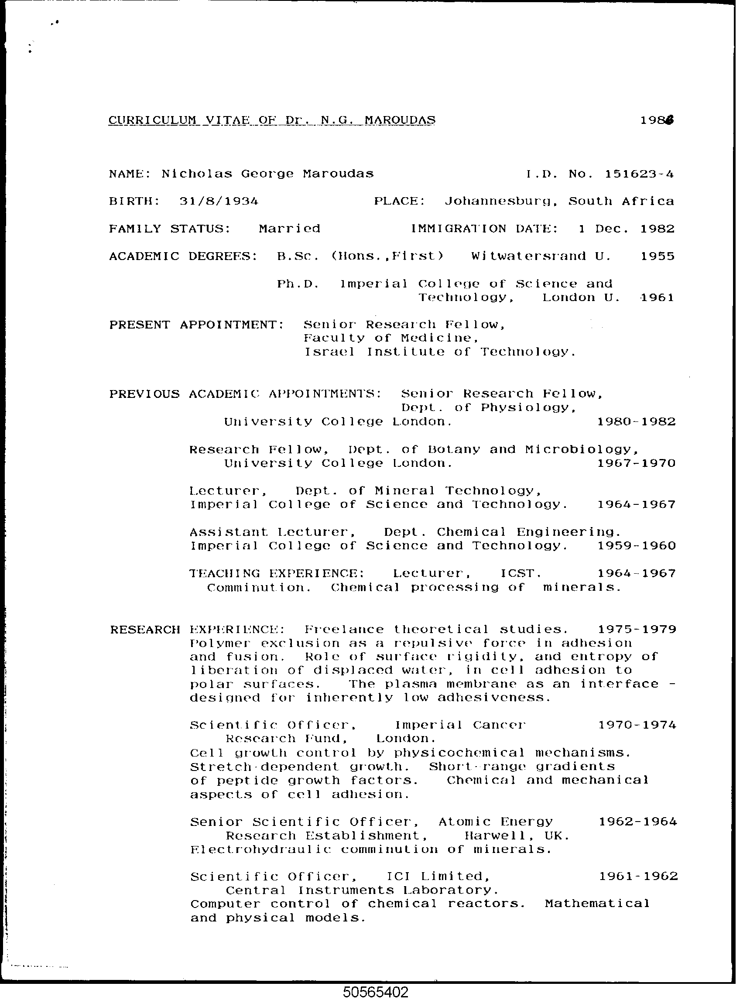 CURRICULUM VITAE OF Dr. N.G. MAROUDAS 1986
NAME: Nicholas George Maroudas I.D. No. 151623-4
BIRTH: 31/8/1934 PLACE: Johannesburg, South Africa
FAMILY STATUS: Married IMMIGRATION DATE: 1 Dec. 1982
ACADEMIC DEGREES: B.Sc. (Hons.,First) Witwatersrand U. 1955
Ph.D. Imperial College of Science and
Technology, London U. 1961
PRESENT APPOINTMENT: Senior Research Fellow,
Faculty of Medicine,
Israel Institute of Technology.
PREVIOUS ACADEMIC APPOINTMENTS: Senior Research Fellow,
Dept. of Physiology,
University College London. 1980-1982
Research Fellow, Dept. of Botany and Microbiology,
University College London. 1967-1970
Lecturer, Dept. of Mineral Technology,
Imperial College of Science and Technology. 1964-1967
Assistant Lecturer, Dept. Chemical Engineering.
Imperial College of Science and Technology. 1959-1960
TEACHING EXPERIENCE: Lecturer, ICST. 1964-1967
Comminution. Chemical processing of minerals.
RESEARCH EXPERIENCE: Freelance theoretical studies. 1975-1979
Polymer exclusion as a repulsive force in adhesion
and fusion. Role of surface rigidity, and entropy of
liberation of displaced water, in cell adhesion to
polar surfaces. The plasma membrane as an interface -
designed for inherently low adhesiveness.
Scientific Officer, Imperial Cancer 1970-1974
Research Fund, London.
Cell growth control by physicochemical mechanisms.
Stretch-dependent growth. Short-range gradients
of peptide growth factors. Chemical and mechanical
aspects of cell adhesion.
Senior Scientific Officer, Atomic Energy 1962-1964
Research Establishment, Harwell, UK.
Electrohydraulic comminution of minerals.
Scientific Officer, ICI Limited, 1961-1962
Central Instruments Laboratory.
Computer control of chemical reactors. Mathematical
and physical models.
50565402